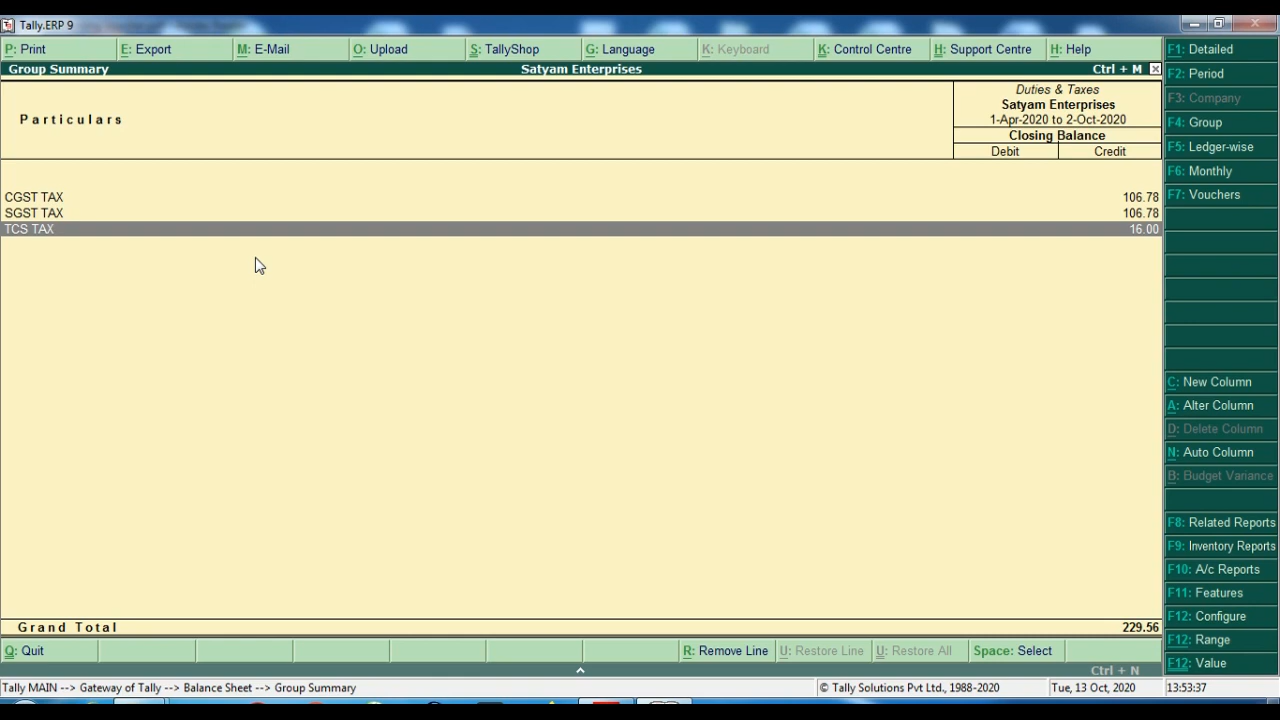 Tally.ERP 9
P: Print E: Export M: E-Mail O: Upload S: TallyShop G: Language K: Keyboard K: Control Centre H: Support Centre H: Help
Group Summary Satyam Enterprises Ctrl + M
Particulars
Duties & Taxes
Satyam Enterprises
1-Apr-2020 to 2-Oct-2020
Closing Balance
Debit Credit
CGST TAX 106.78
SGST TAX 106.78
TCS TAX 16.00
Grand Total 229.56
Q: Quit R: Remove Line U: Restore Line U: Restore All Space: Select
Ctrl + N
Tally MAIN --> Gateway of Tally --> Balance Sheet --> Group Summary © Tally Solutions Pvt Ltd., 1988-2020 Tue, 13 Oct, 2020 13:53:37
F1: Detailed
F2: Period
F3: Company
F4: Group
F5: Ledger-wise
F6: Monthly
F7: Vouchers
C: New Column
A: Alter Column
D: Delete Column
N: Auto Column
B: Budget Variance
F8: Related Reports
F9: Inventory Reports
F10: A/c Reports
F11: Features
F12: Configure
F12: Range
F12: Value